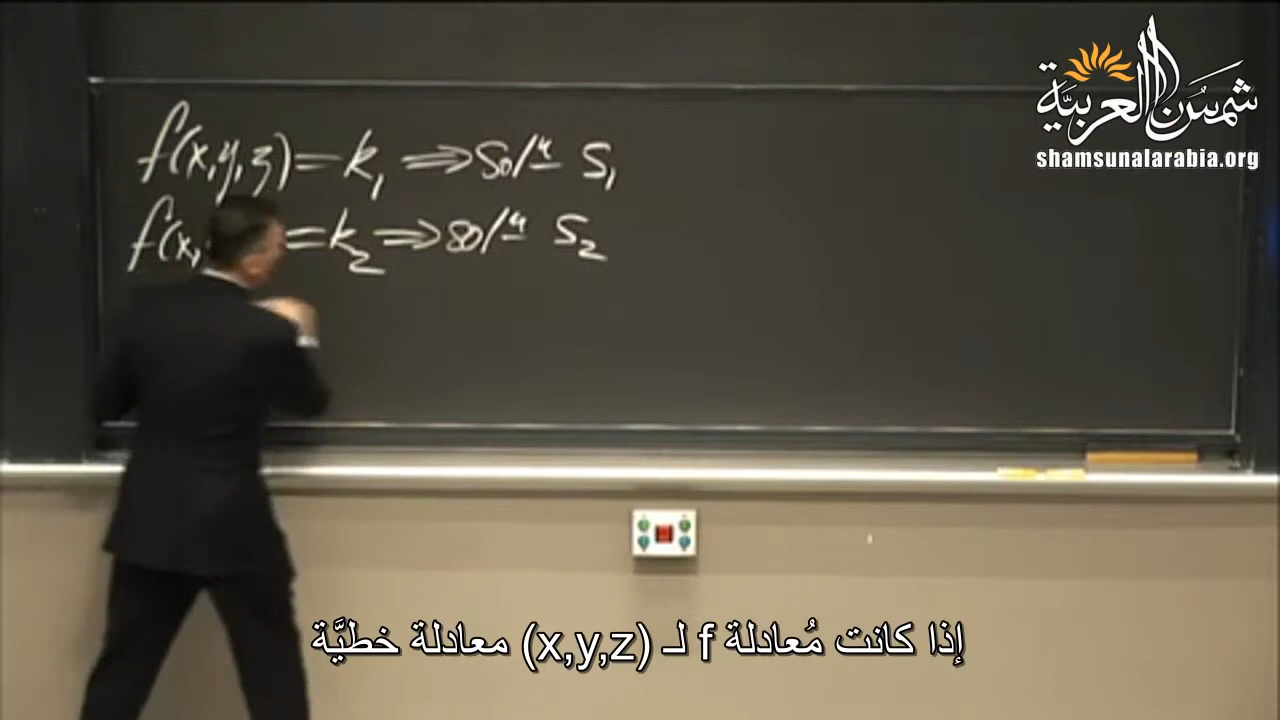 شمسُ العربيَّة
shamsunalarabia.org
f(x,y,z)=k₁ ⇒ sol'n S₁
f(x, =k₂ ⇒ sol'n S₂
إذا كانت مُعادلة f لـ (x,y,z) معادلة خطيَّة